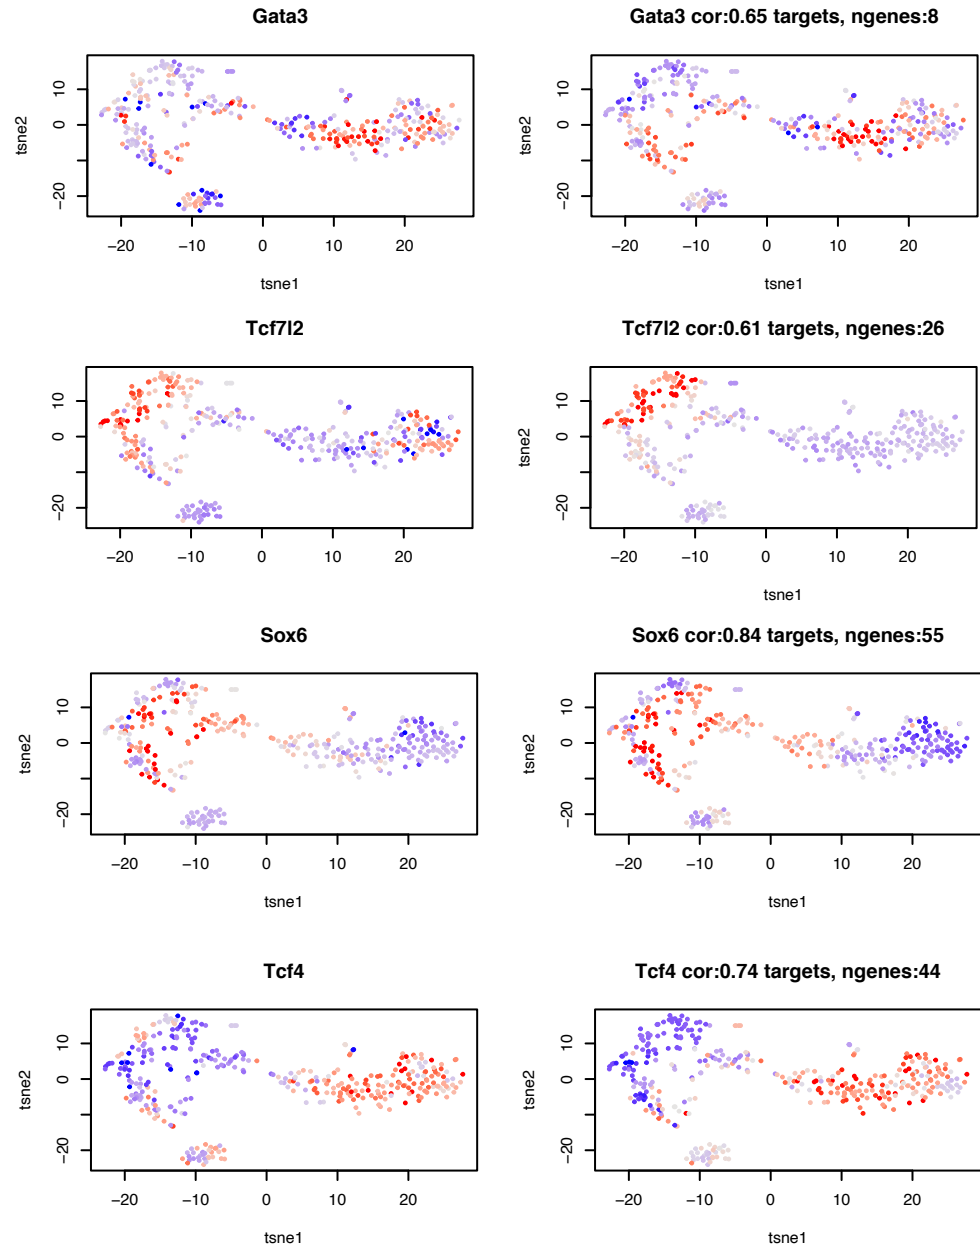 Gata3
Gata3 cor:0.65 targets, ngenes:8
tsne2
10
0
−20
−20
−10
0
10
20
tsne1
tsne2
10
0
−20
−20
−10
0
10
20
tsne1
Tcf7l2
Tcf7l2 cor:0.61 targets, ngenes:26
tsne2
10
0
−20
−20
−10
0
10
20
tsne1
tsne2
10
0
−20
−20
−10
0
10
20
tsne1
Sox6
Sox6 cor:0.84 targets, ngenes:55
tsne2
10
0
−20
−20
−10
0
10
20
tsne1
tsne2
10
0
−20
−20
−10
0
10
20
tsne1
Tcf4
Tcf4 cor:0.74 targets, ngenes:44
tsne2
10
0
−20
−20
−10
0
10
20
tsne1
tsne2
10
0
−20
−20
−10
0
10
20
tsne1